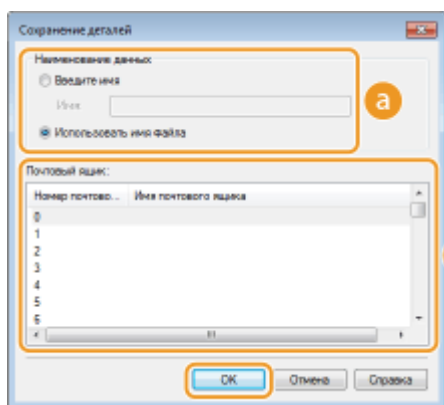 Сохранение деталей
Наименование данных
Введите имя
Имя:
a
Использовать имя файла
Почтовый ящик:
Номер почтово... Имя почтового ящика
0
1
2
3
4
5
6
OK Отмена Справка